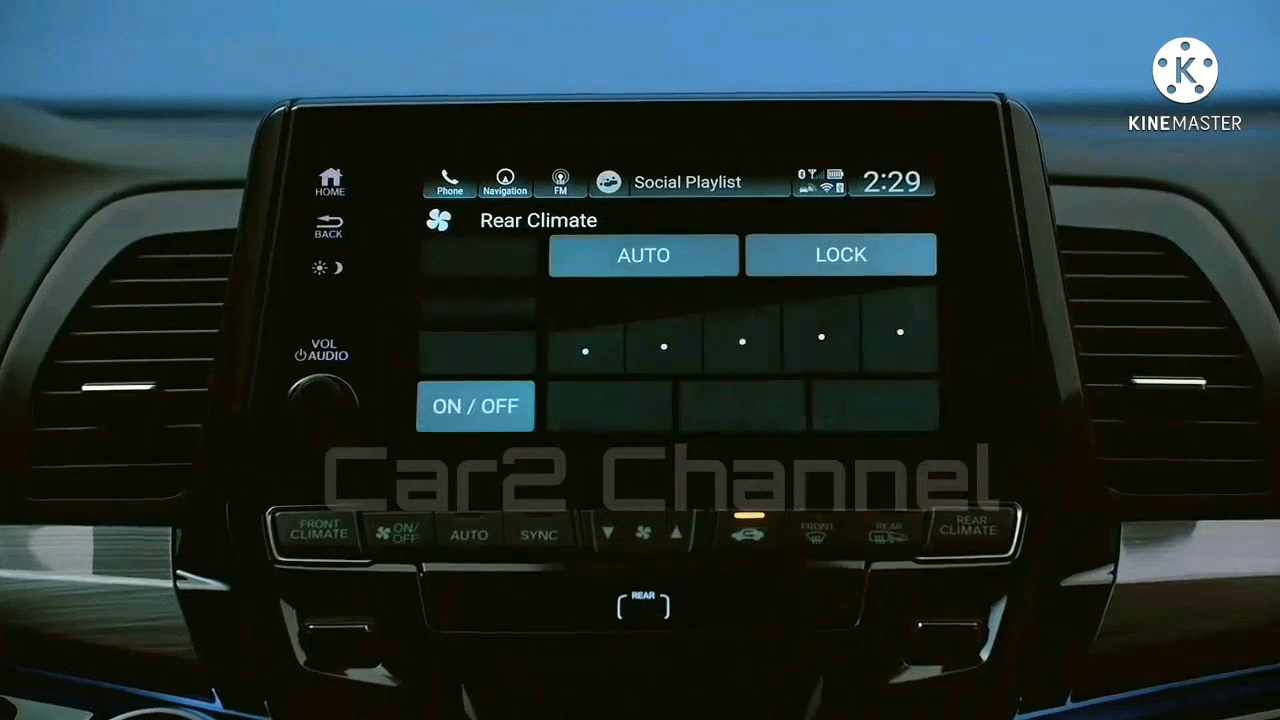 K
KINEMASTER
HOME
BACK
VOL
AUDIO
Phone
Navigation
FM
Social Playlist
2:29
Rear Climate
AUTO
LOCK
ON / OFF
Car2 Channel
FRONT
CLIMATE
ON/
OFF
AUTO
SYNC
FRONT
REAR
REAR
CLIMATE
REAR